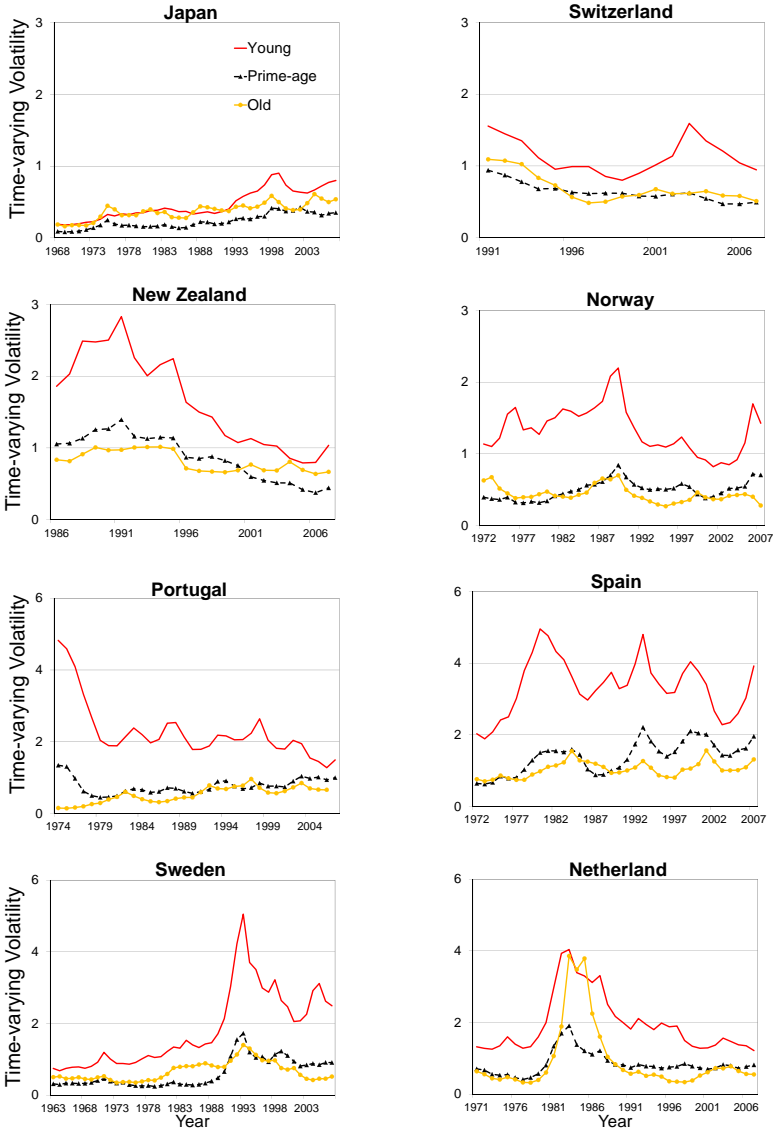 Japan
Switzerland
Time-varying Volatility
3
2
1
0
Young
Prime-age
Old
1968 1973 1978 1983 1988 1993 1998 2003
3
2
1
0
1991 1996 2001 2006
New Zealand
Norway
Time-varying Volatility
3
2
1
0
1986 1991 1996 2001 2006
3
2
1
0
1972 1977 1982 1987 1992 1997 2002 2007
Portugal
Spain
Time-varying Volatility
6
4
2
0
1974 1979 1984 1989 1994 1999 2004
6
4
2
0
1972 1977 1982 1987 1992 1997 2002 2007
Sweden
Netherland
Time-varying Volatility
6
4
2
0
1963 1968 1973 1978 1983 1988 1993 1998 2003
Year
6
4
2
0
1971 1976 1981 1986 1991 1996 2001 2006
Year